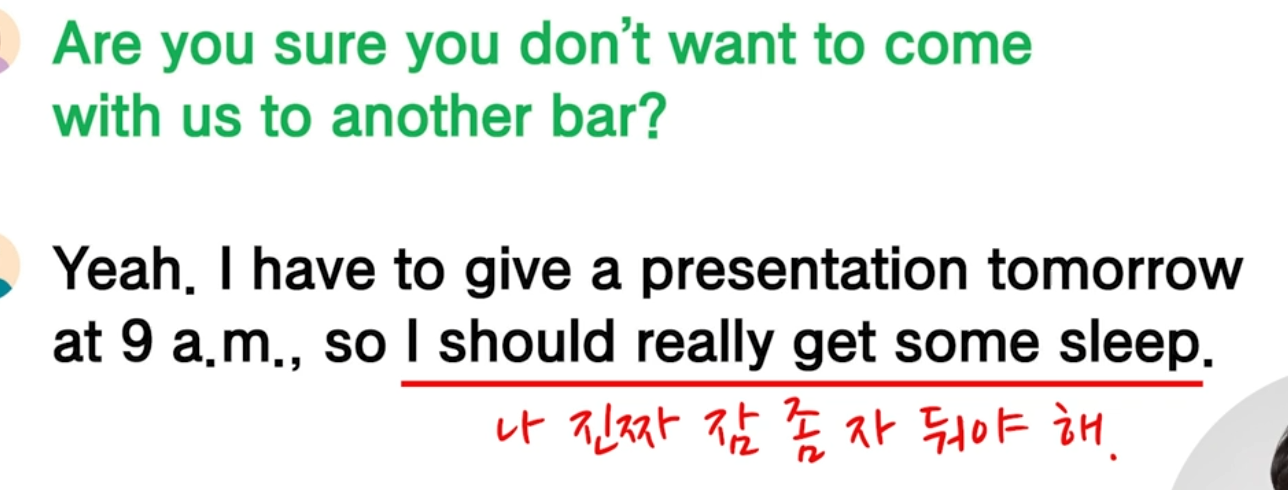 Are you sure you don't want to come
with us to another bar?
Yeah. I have to give a presentation tomorrow
at 9 a.m., so I should really get some sleep.
나 진짜 잠 좀 자 둬야 해.